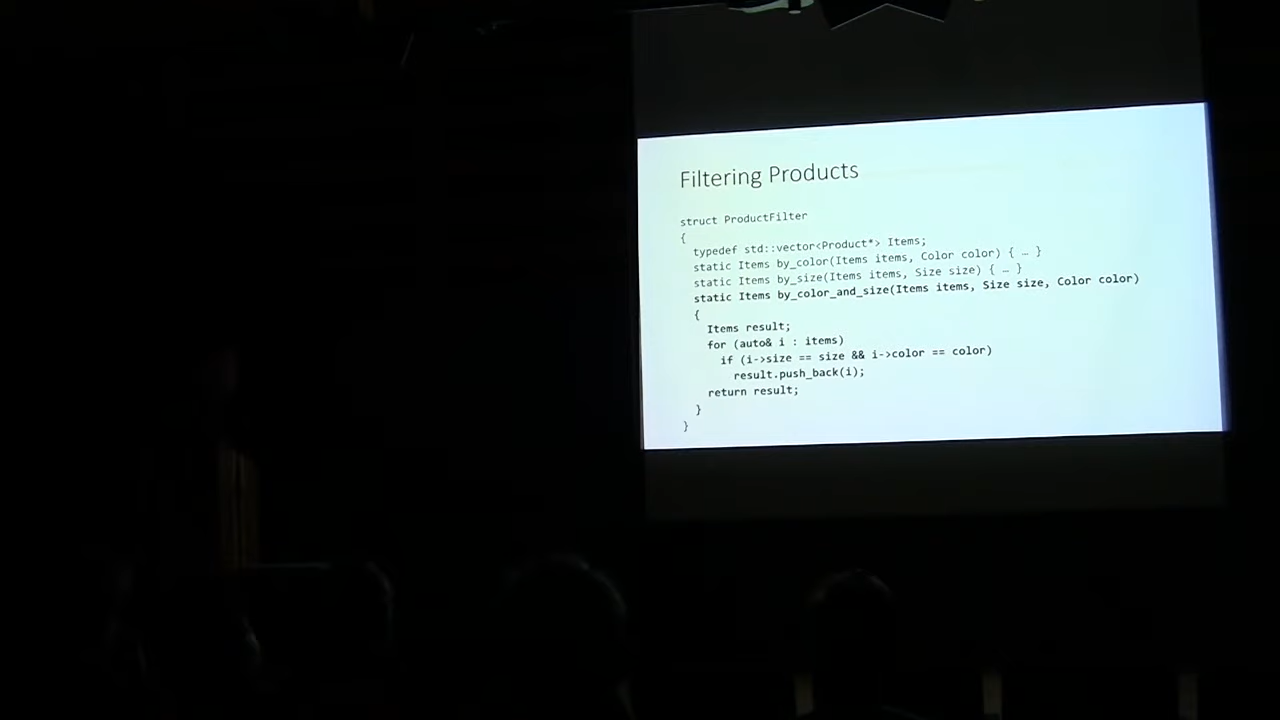 Filtering Products
struct ProductFilter
{
typedef std::vector<Product*> Items;
static Items by_color(Items items, Color color) { … }
static Items by_size(Items items, Size size) { … }
static Items by_color_and_size(Items items, Size size, Color color)
{
Items result;
for (auto& i : items)
if (i->size == size && i->color == color)
result.push_back(i);
return result;
}
}